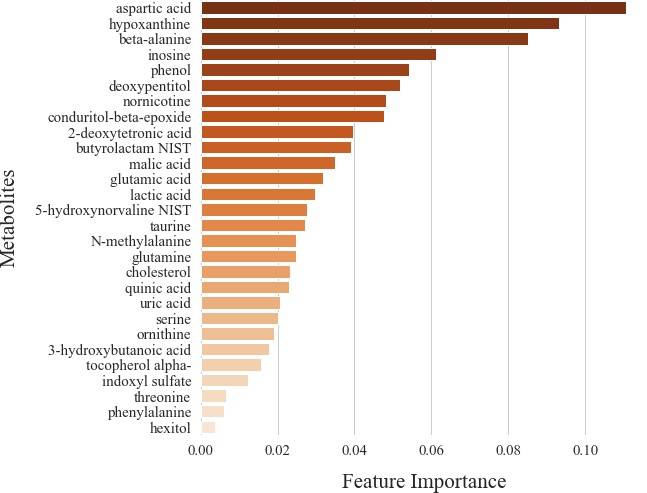 aspartic acid
hypoxanthine
beta-alanine
inosine
phenol
deoxypentitol
nornicotine
conduritol-beta-epoxide
2-deoxytetronic acid
butyrolactam NIST
malic acid
glutamic acid
lactic acid
5-hydroxynorvaline NIST
taurine
N-methylalanine
glutamine
cholesterol
quinic acid
uric acid
serine
ornithine
3-hydroxybutanoic acid
tocopherol alpha-
indoxyl sulfate
threonine
phenylalanine
hexitol
Metabolites
0.00 0.02 0.04 0.06 0.08 0.10
Feature Importance